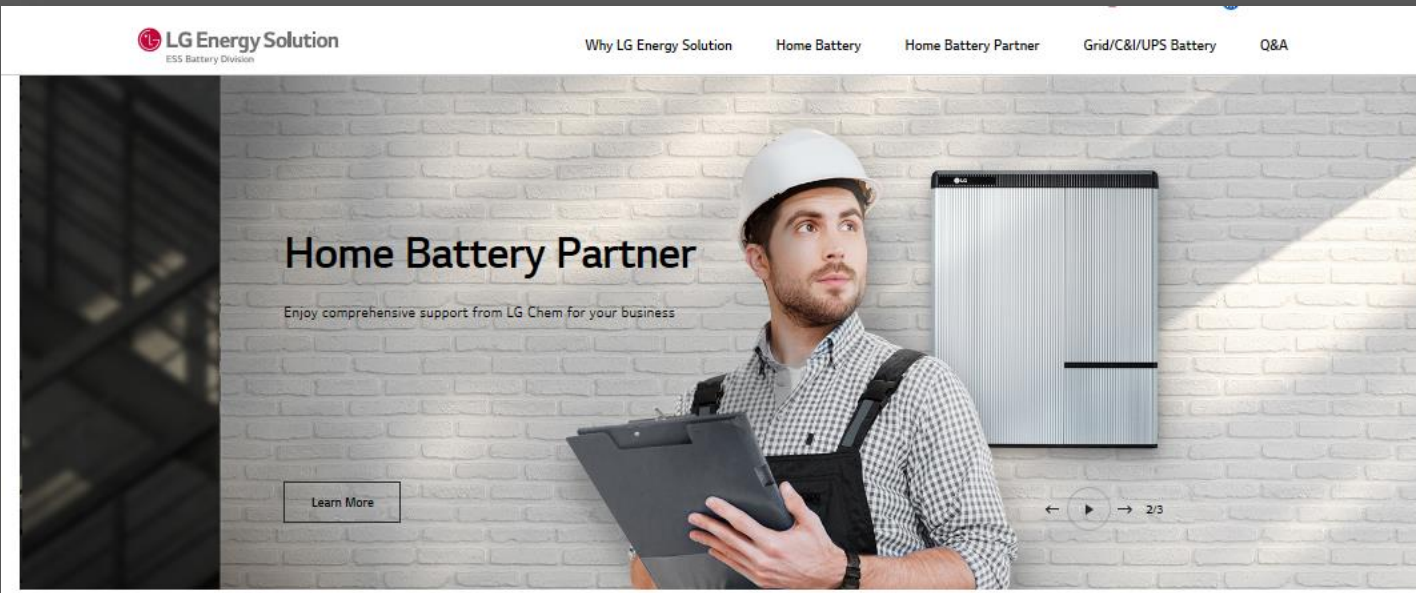 LG Energy Solution
ESS Battery Division
Why LG Energy Solution Home Battery Home Battery Partner Grid/C&I/UPS Battery Q&A
LG
Home Battery Partner
Enjoy comprehensive support from LG Chem for your business
Learn More
2/3